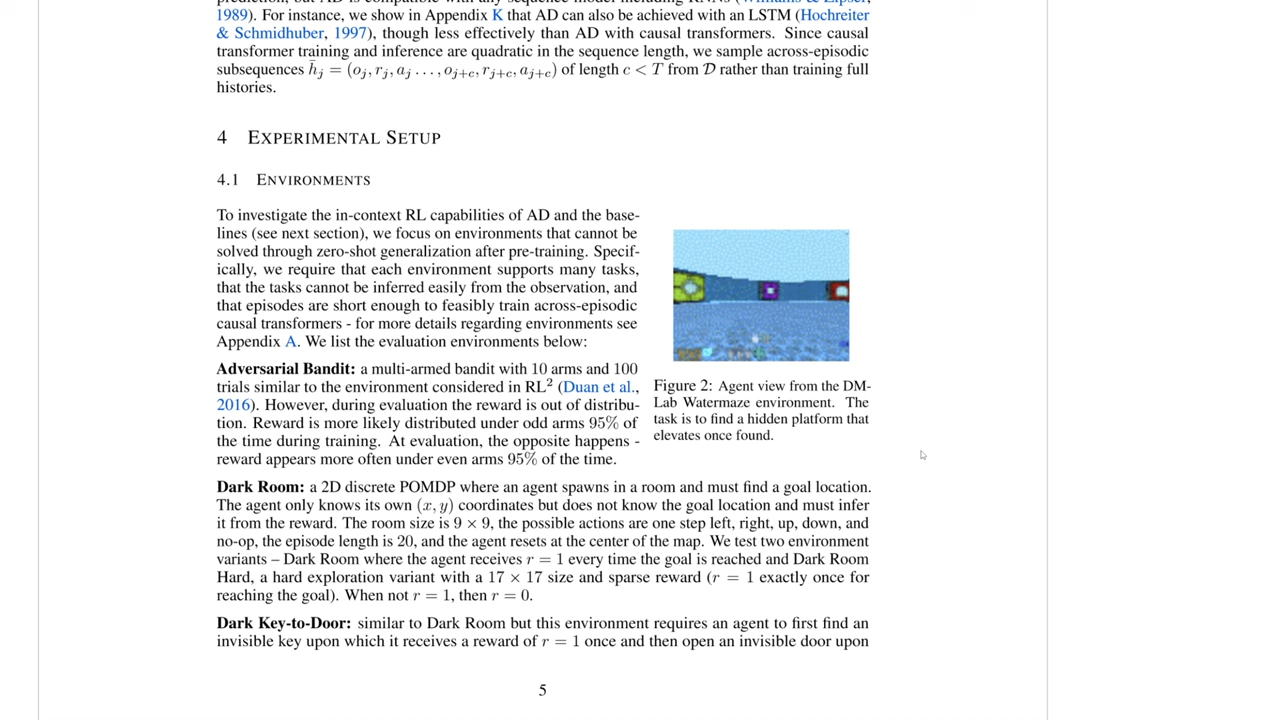 1989). For instance, we show in Appendix K that AD can also be achieved with an LSTM (Hochreiter
& Schmidhuber, 1997), though less effectively than AD with causal transformers. Since causal
transformer training and inference are quadratic in the sequence length, we sample across-episodic
subsequences h̄ⱼ = (oⱼ, rⱼ, aⱼ . . . , oⱼ₊c, rⱼ₊c, aⱼ₊c) of length c < T from 𝒟 rather than training full
histories.
4 EXPERIMENTAL SETUP
4.1 ENVIRONMENTS
To investigate the in-context RL capabilities of AD and the base-
lines (see next section), we focus on environments that cannot be
solved through zero-shot generalization after pre-training. Specif-
ically, we require that each environment supports many tasks,
that the tasks cannot be inferred easily from the observation, and
that episodes are short enough to feasibly train across-episodic
causal transformers - for more details regarding environments see
Appendix A. We list the evaluation environments below:
Adversarial Bandit: a multi-armed bandit with 10 arms and 100
trials similar to the environment considered in RL² (Duan et al.,
2016). However, during evaluation the reward is out of distribu-
tion. Reward is more likely distributed under odd arms 95% of
the time during training. At evaluation, the opposite happens -
reward appears more often under even arms 95% of the time.
Figure 2: Agent view from the DM-
Lab Watermaze environment. The
task is to find a hidden platform that
elevates once found.
Dark Room: a 2D discrete POMDP where an agent spawns in a room and must find a goal location.
The agent only knows its own (x, y) coordinates but does not know the goal location and must infer
it from the reward. The room size is 9 × 9, the possible actions are one step left, right, up, down, and
no-op, the episode length is 20, and the agent resets at the center of the map. We test two environment
variants – Dark Room where the agent receives r = 1 every time the goal is reached and Dark Room
Hard, a hard exploration variant with a 17 × 17 size and sparse reward (r = 1 exactly once for
reaching the goal). When not r = 1, then r = 0.
Dark Key-to-Door: similar to Dark Room but this environment requires an agent to first find an
invisible key upon which it receives a reward of r = 1 once and then open an invisible door upon
5